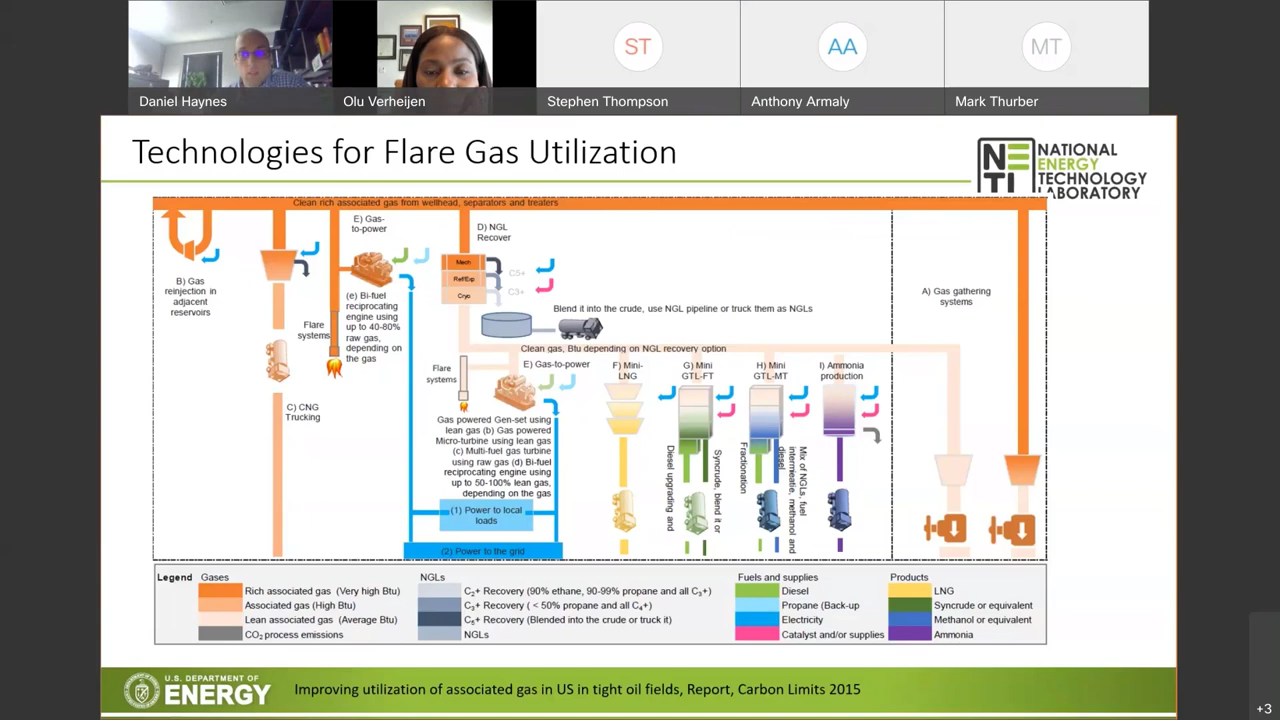 ST
AA
MT
Daniel Haynes
Olu Verheijen
Stephen Thompson
Anthony Armaly
Mark Thurber
Technologies for Flare Gas Utilization
NETL
NATIONAL
ENERGY
TECHNOLOGY
LABORATORY
Clean rich associated gas from wellhead, separators and treaters
B) Gas
reinjection in
adjacent
reservoirs
C) CNG
Trucking
Flare
systems
E) Gas-
to-power
(e) Bi-fuel
reciprocating
engine using
up to 40-80%
raw gas,
depending on
the gas
D) NGL
Recover
Mech
Ref/Exp
Cryo
C5+
C3+
Blend it into the crude, use NGL pipeline or truck them as NGLs
Clean gas, Btu depending on NGL recovery option
Flare
systems
E) Gas-to-power
Gas powered Gen-set using
lean gas (b) Gas powered
Micro-turbine using lean gas
(c) Multi-fuel gas turbine
using raw gas (d) Bi-fuel
reciprocating engine using
up to 50-100% lean gas,
depending on the gas
(1) Power to local
loads
(2) Power to the grid
F) Mini-
LNG
G) Mini
GTL-FT
Diesel upgrading and
Syncrude, blend it or
H) Mini
GTL-MT
Fractionation
Mix of NGLs, fuel
intermieatie, methanol and
diesel
I) Ammonia
production
A) Gas gathering
systems
Legend
Gases
Rich associated gas (Very high Btu)
Associated gas (High Btu)
Lean associated gas (Average Btu)
CO2 process emissions
NGLs
C2+ Recovery (90% ethane, 90-99% propane and all C3+)
C3+ Recovery ( < 50% propane and all C4+)
C5+ Recovery (Blended into the crude or truck it)
NGLs
Fuels and supplies
Diesel
Propane (Back-up
Electricity
Catalyst and/or supplies
Products
LNG
Syncrude or equivalent
Methanol or equivalent
Ammonia
U.S. DEPARTMENT OF
ENERGY
Improving utilization of associated gas in US in tight oil fields, Report, Carbon Limits 2015
+3